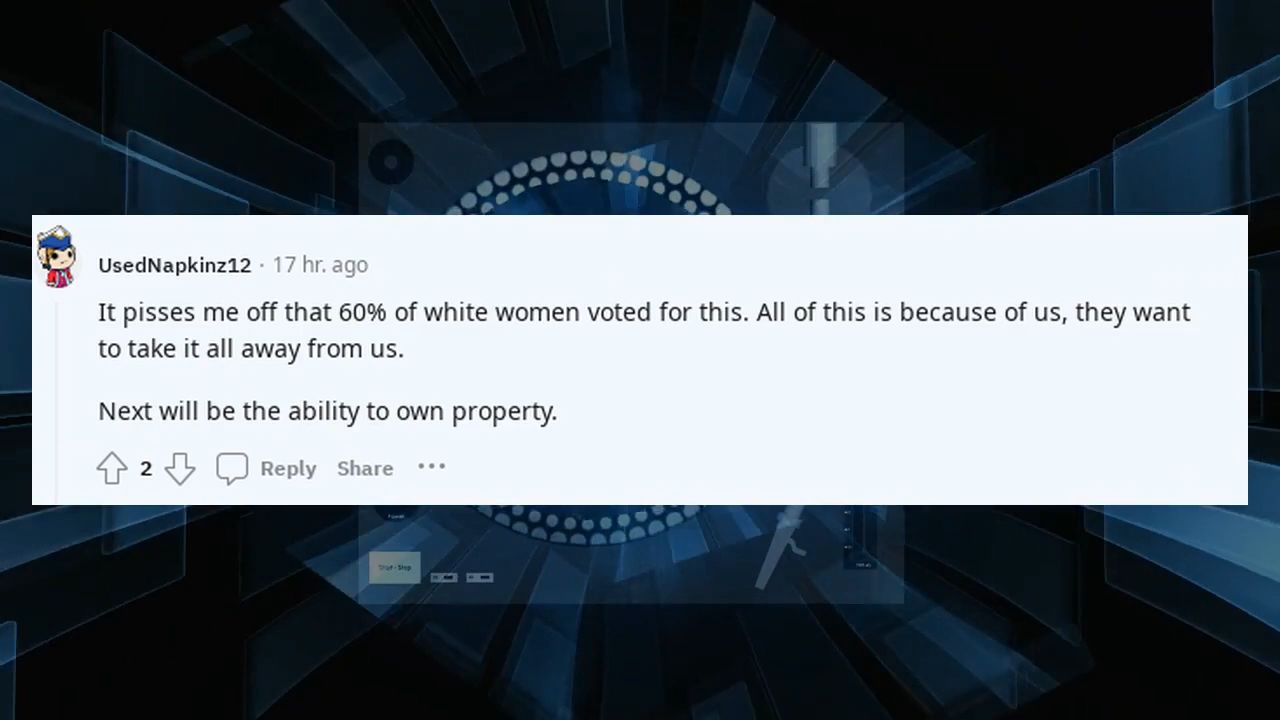 UsedNapkinz12 · 17 hr. ago
It pisses me off that 60% of white women voted for this. All of this is because of us, they want
to take it all away from us.
Next will be the ability to own property.
2 Reply Share ...
Start · Stop